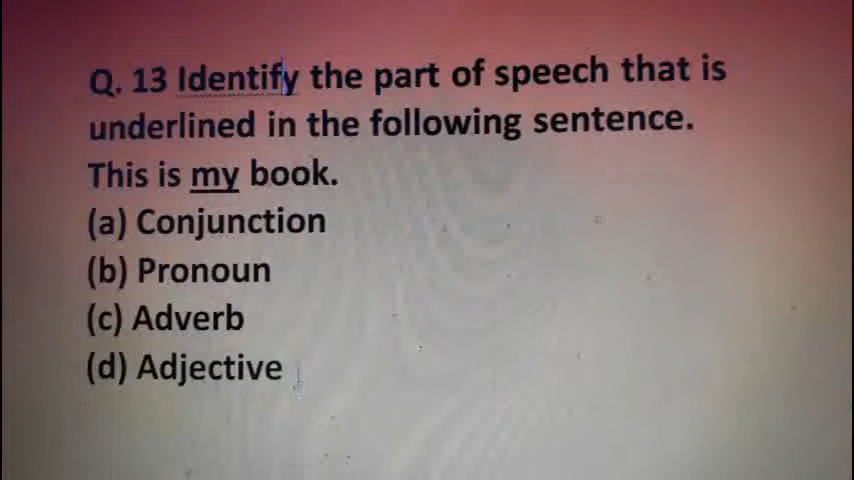 Q. 13 Identify the part of speech that is
underlined in the following sentence.
This is my book.
(a) Conjunction
(b) Pronoun
(c) Adverb
(d) Adjective